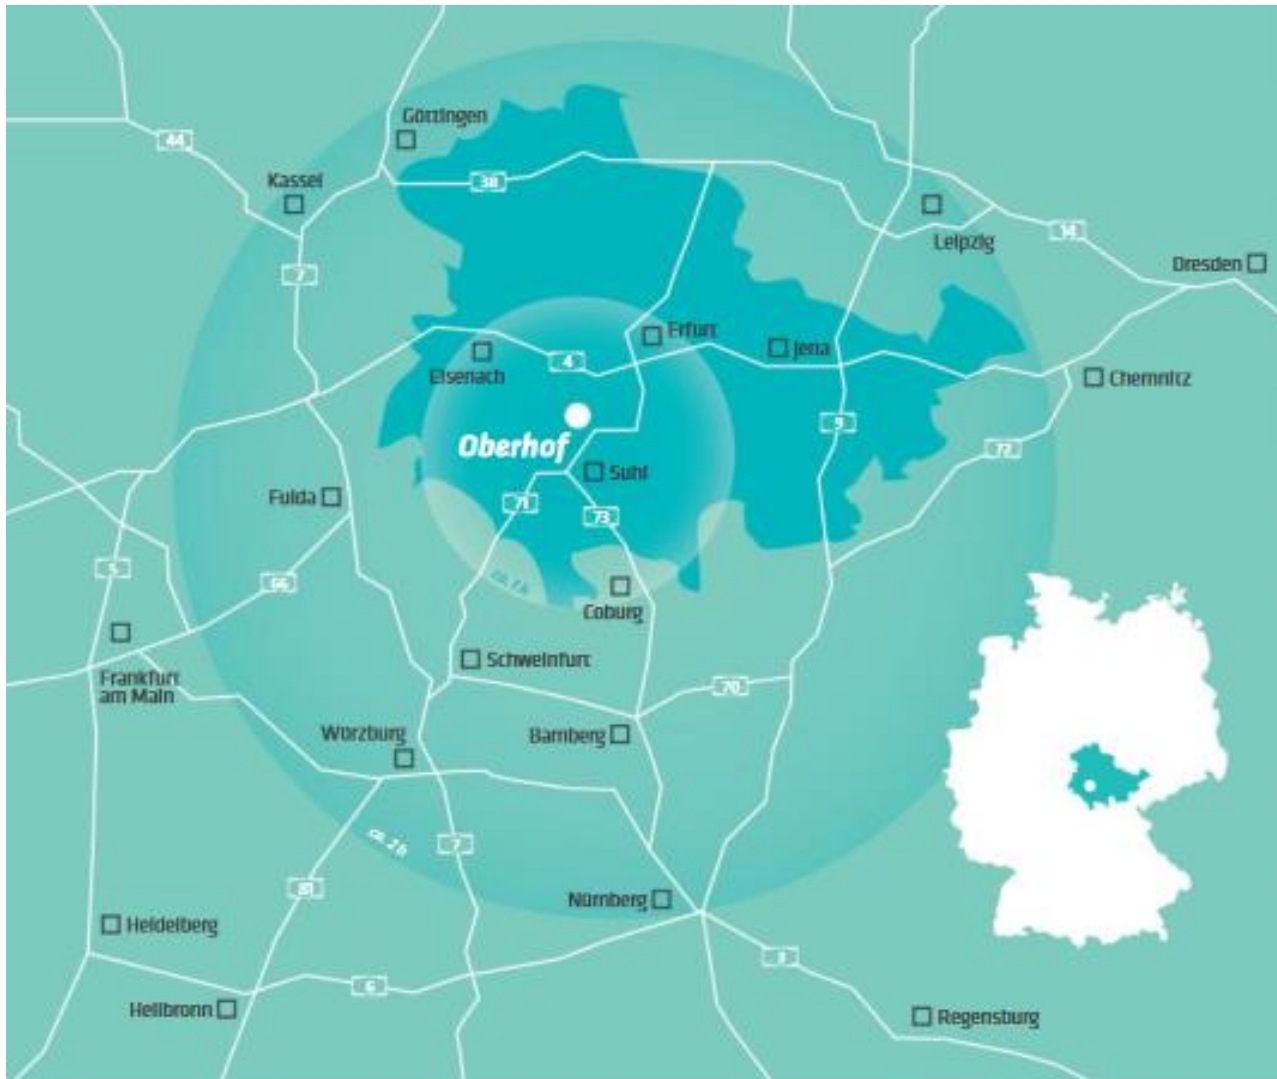 Göttingen
44
Kassel
38
Leipzig
14
Dresden
7
Erfurt
Jena
Eisenach
4
Chemnitz
Oberhof
9
72
Suhl
Fulda
71
73
5
66
ca. 1 h
Coburg
Frankfurt
am Main
Schweinfurt
70
Würzburg
Bamberg
ca. 2 h
7
81
Nürnberg
Heidelberg
3
6
Heilbronn
Regensburg